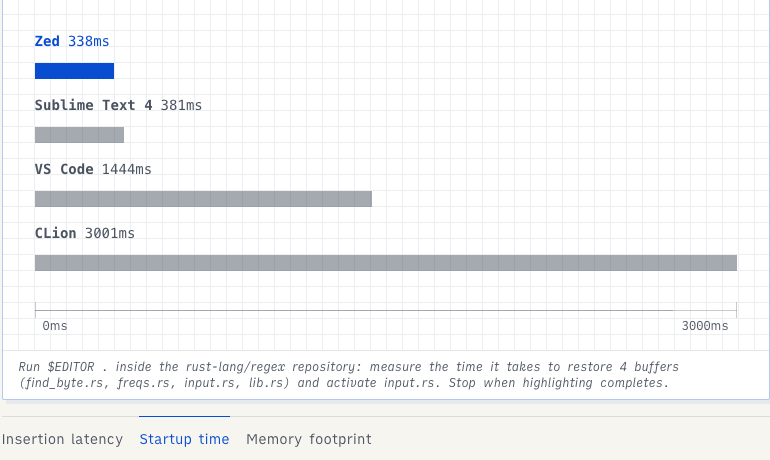 Zed 338ms
Sublime Text 4 381ms
VS Code 1444ms
CLion 3001ms
0ms 3000ms
Run $EDITOR . inside the rust-lang/regex repository: measure the time it takes to restore 4 buffers
(find_byte.rs, freqs.rs, input.rs, lib.rs) and activate input.rs. Stop when highlighting completes.
Insertion latency Startup time Memory footprint